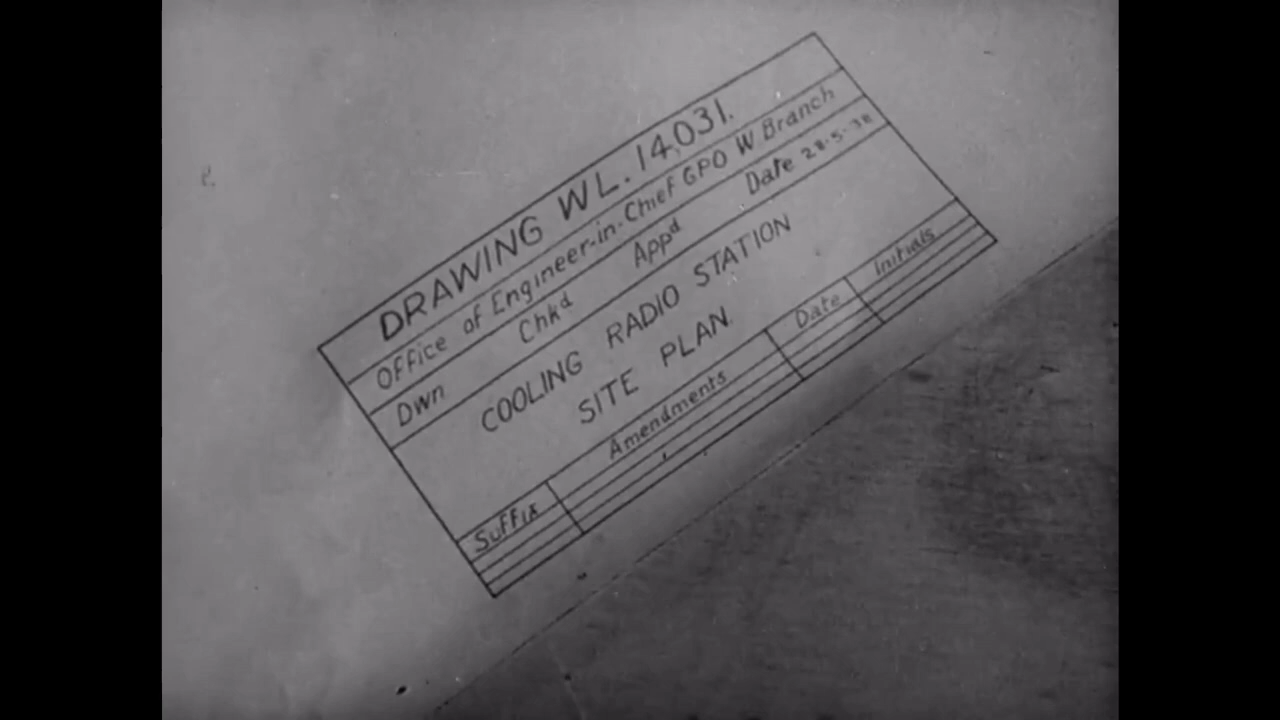 DRAWING WL. 14031.
Office of Engineer-in-Chief GPO W Branch
Dwn Chkd Appd Date 28.5.38
COOLING RADIO STATION
SITE PLAN.
Suffix Amendments Date Initials